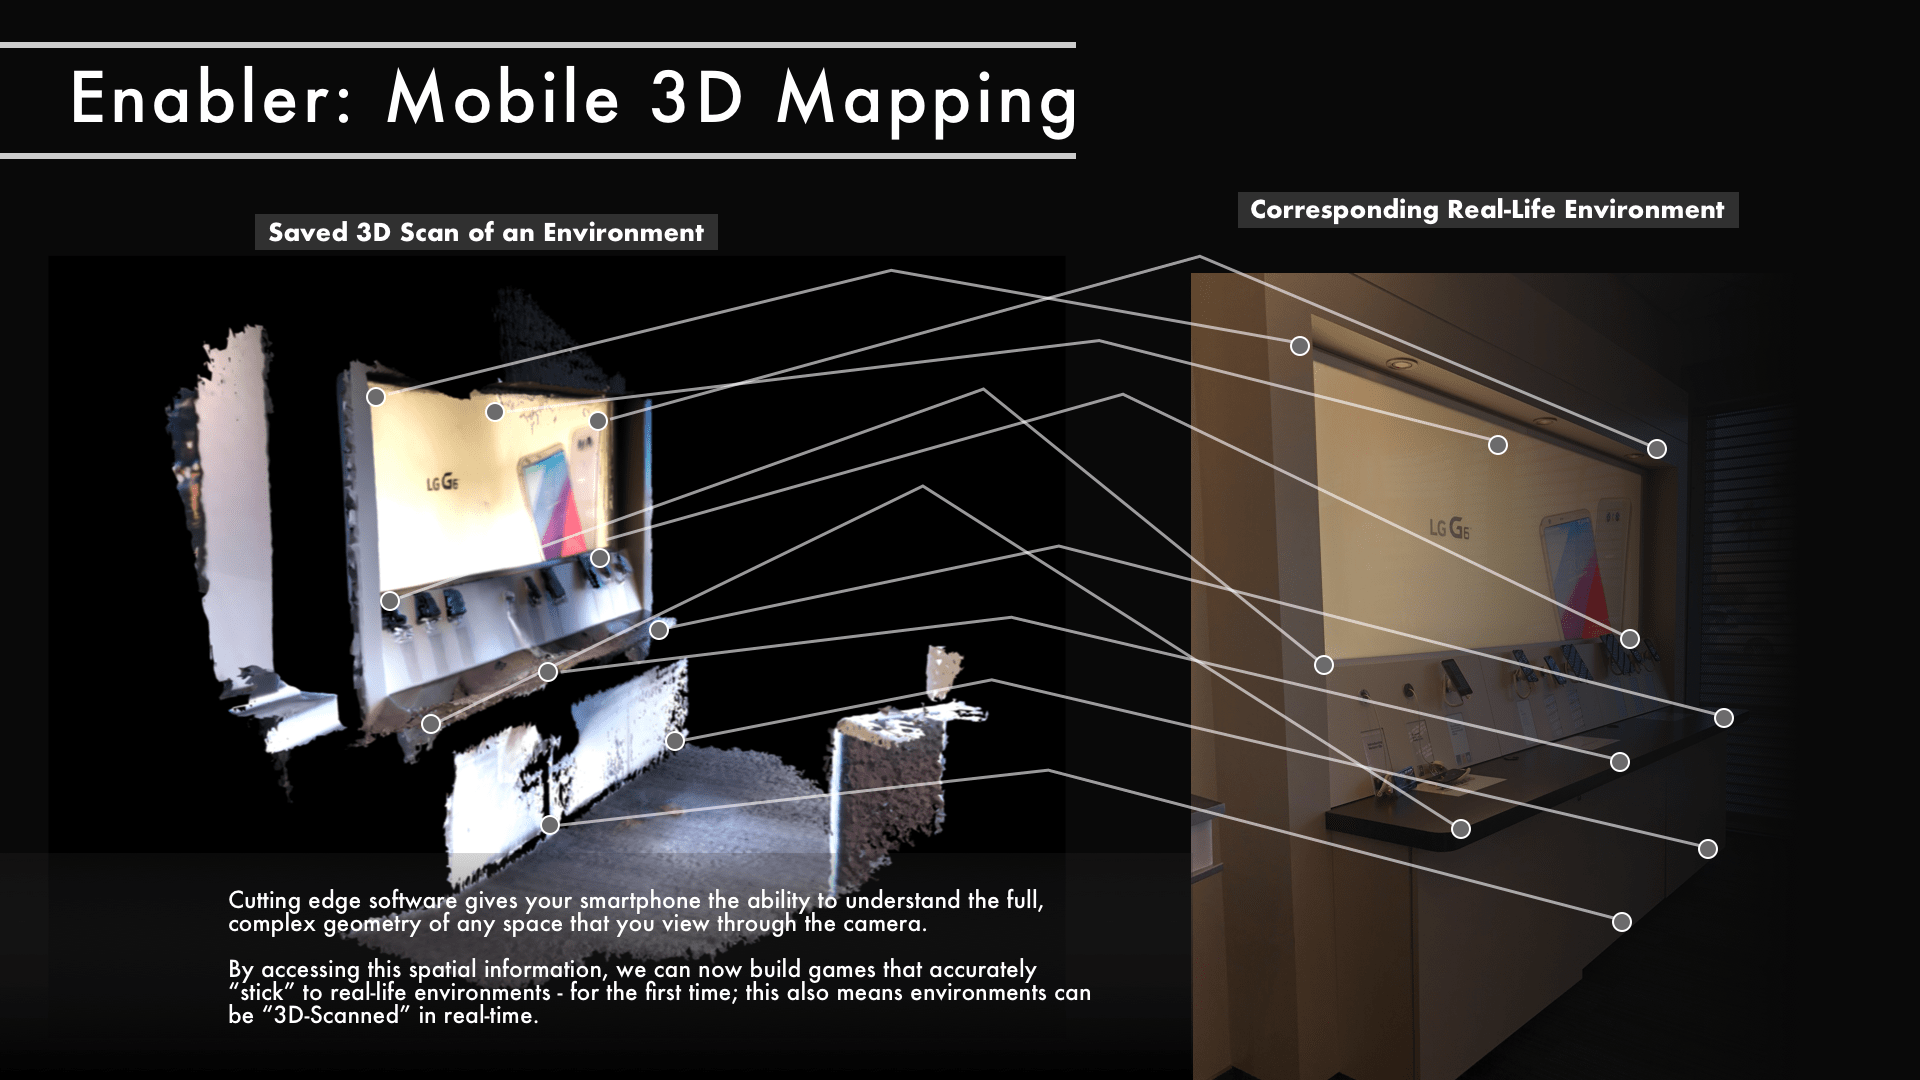 Enabler: Mobile 3D Mapping
Saved 3D Scan of an Environment
Corresponding Real-Life Environment
LG G6
LG G6
Cutting edge software gives your smartphone the ability to understand the full,
complex geometry of any space that you view through the camera.
By accessing this spatial information, we can now build games that accurately
“stick” to real-life environments - for the first time; this also means environments can
be “3D-Scanned” in real-time.